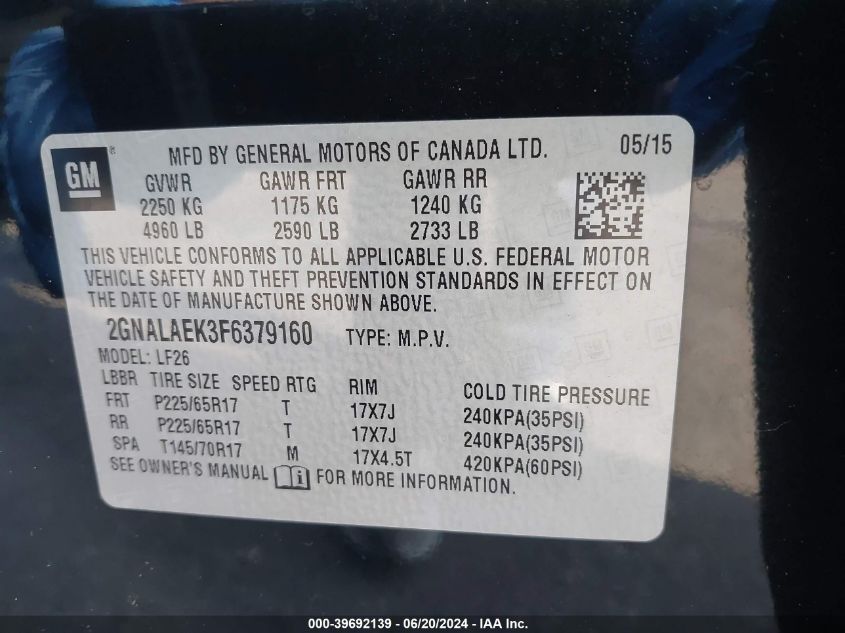 GM ® MFD BY GENERAL MOTORS OF CANADA LTD. 05/15
GVWR GAWR FRT GAWR RR
2250 KG 1175 KG 1240 KG
4960 LB 2590 LB 2733 LB
THIS VEHICLE CONFORMS TO ALL APPLICABLE U.S. FEDERAL MOTOR
VEHICLE SAFETY AND THEFT PREVENTION STANDARDS IN EFFECT ON
THE DATE OF MANUFACTURE SHOWN ABOVE.
2GNALAEK3F6379160 TYPE: M.P.V.
MODEL: LF26
LBBR TIRE SIZE SPEED RTG RIM COLD TIRE PRESSURE
FRT P225/65R17 T 17X7J 240KPA(35PSI)
RR P225/65R17 T 17X7J 240KPA(35PSI)
SPA T145/70R17 M 17X4.5T 420KPA(60PSI)
SEE OWNER'S MANUAL i FOR MORE INFORMATION.
000-39692139 - 06/20/2024 - IAA Inc.